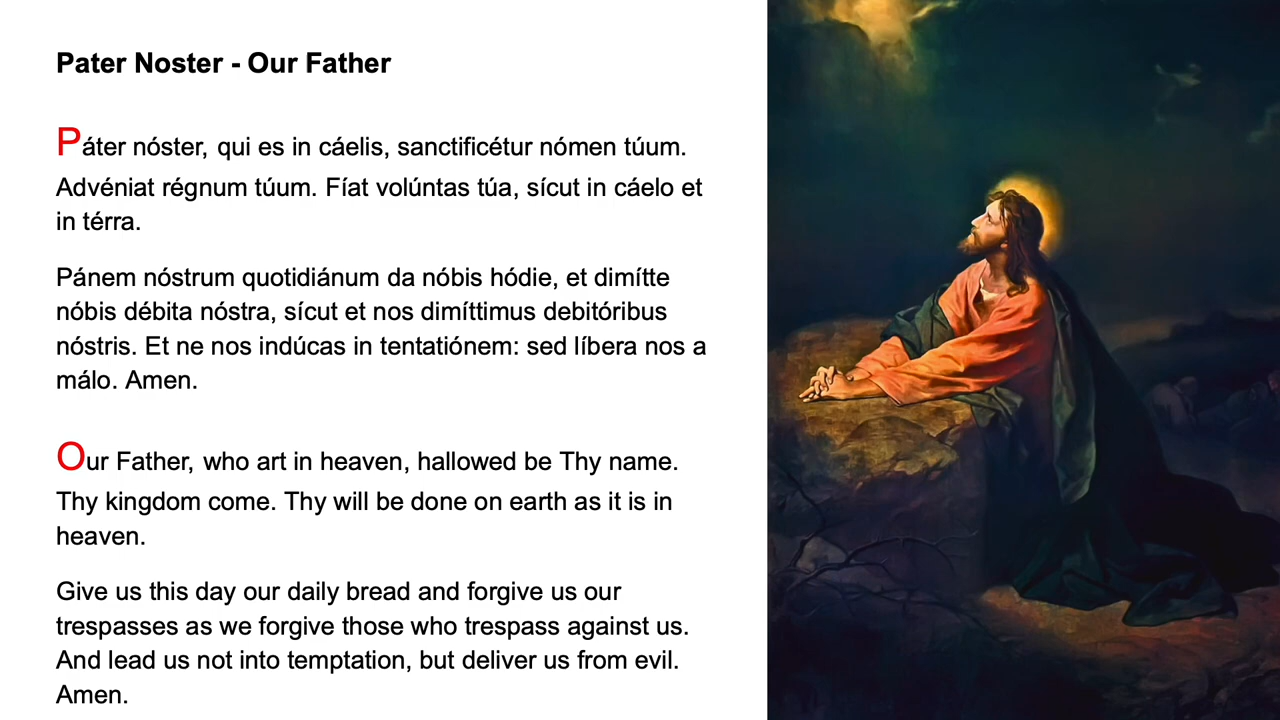 Pater Noster - Our Father
Páter nóster, qui es in cáelis, sanctificétur nómen túum.
Advéniat régnum túum. Fíat volúntas túa, sícut in cáelo et
in térra.
Pánem nóstrum quotidiánum da nóbis hódie, et dimítte
nóbis débita nóstra, sícut et nos dimíttimus debitóribus
nóstris. Et ne nos indúcas in tentatiónem: sed líbera nos a
málo. Amen.
Our Father, who art in heaven, hallowed be Thy name.
Thy kingdom come. Thy will be done on earth as it is in
heaven.
Give us this day our daily bread and forgive us our
trespasses as we forgive those who trespass against us.
And lead us not into temptation, but deliver us from evil.
Amen.